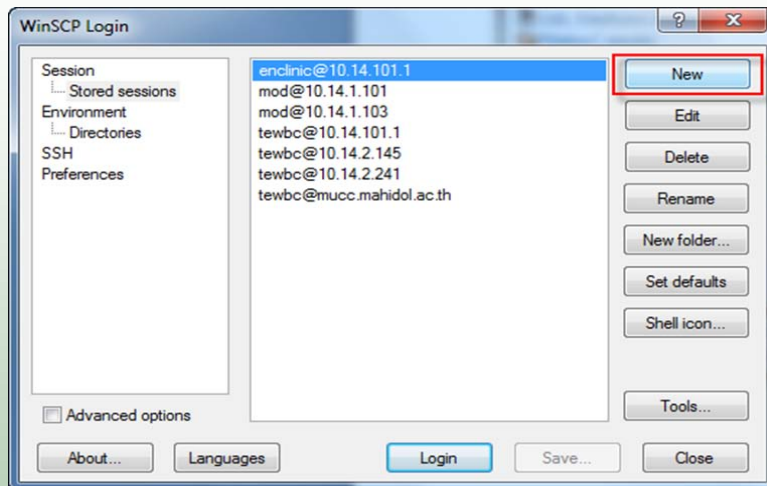 WinSCP Login
Session
Stored sessions
Environment
Directories
SSH
Preferences
Advanced options
enclinic@10.14.101.1
mod@10.14.1.101
mod@10.14.1.103
tewbc@10.14.101.1
tewbc@10.14.2.145
tewbc@10.14.2.241
tewbc@mucc.mahidol.ac.th
New
Edit
Delete
Rename
New folder...
Set defaults
Shell icon...
Tools...
About...
Languages
Login
Save...
Close